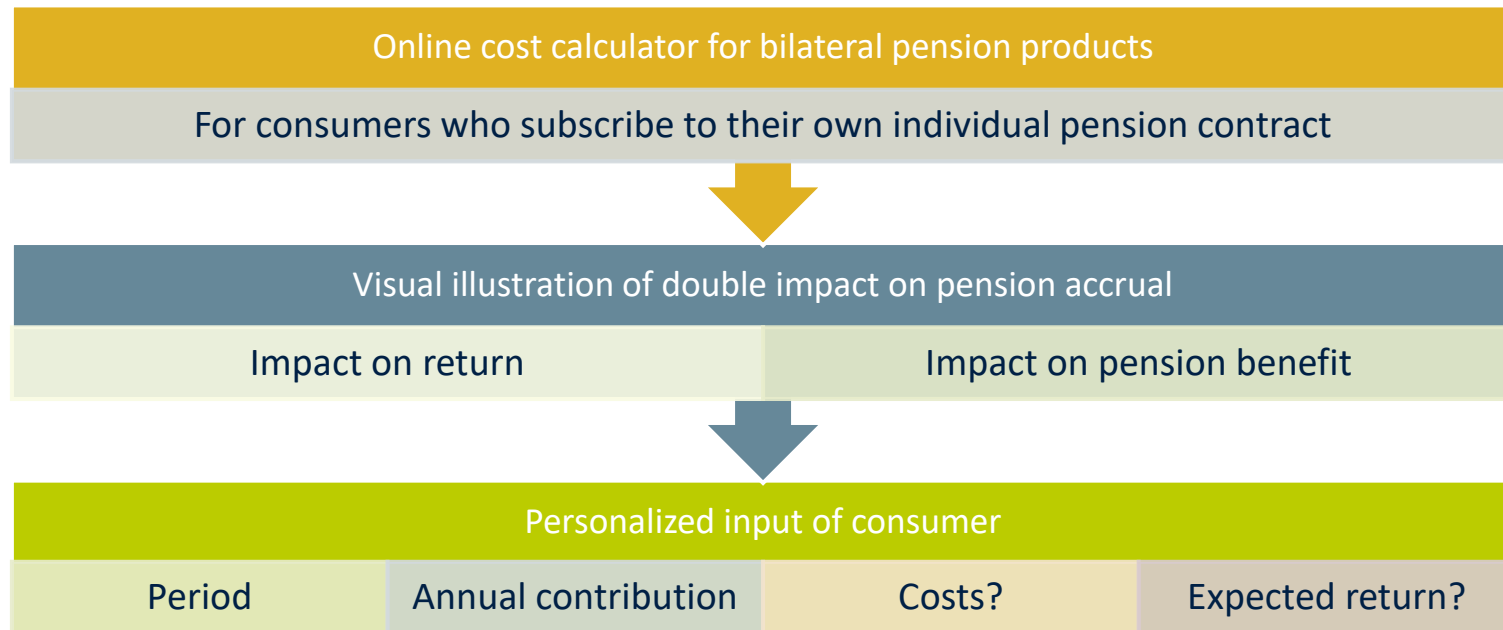 Online cost calculator for bilateral pension products
For consumers who subscribe to their own individual pension contract
Visual illustration of double impact on pension accrual
Impact on return
Impact on pension benefit
Personalized input of consumer
Period
Annual contribution
Costs?
Expected return?